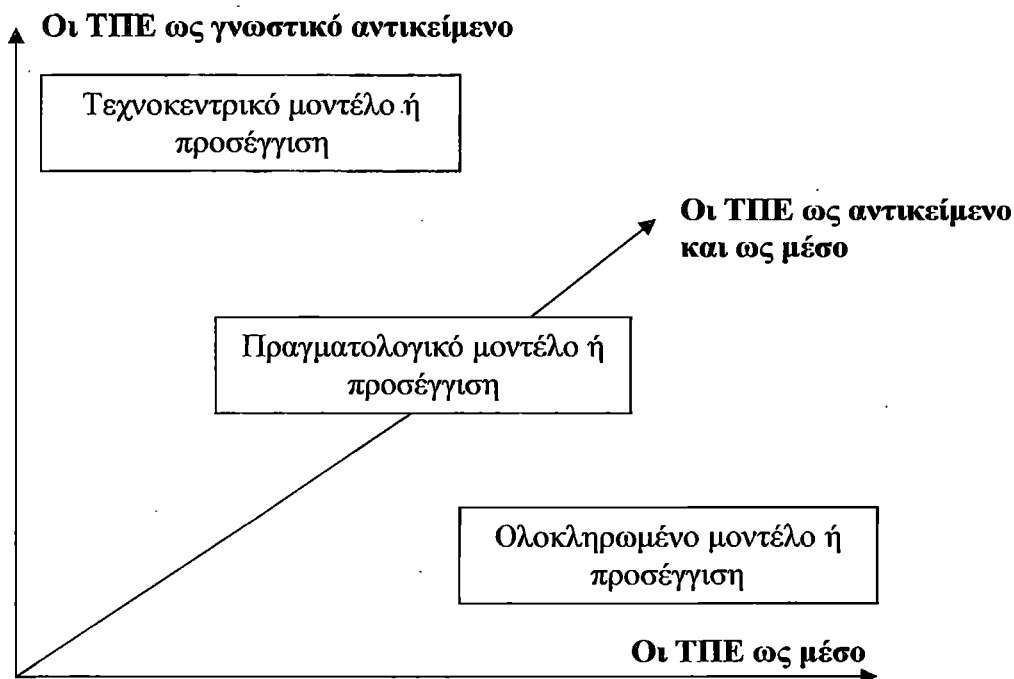 Οι ΤΠΕ ως γνωστικό αντικείμενο
Τεχνοκεντρικό μοντέλο ή
προσέγγιση
Οι ΤΠΕ ως αντικείμενο
και ως μέσο
Πραγματολογικό μοντέλο ή
προσέγγιση
Ολοκληρωμένο μοντέλο ή
προσέγγιση
Οι ΤΠΕ ως μέσο